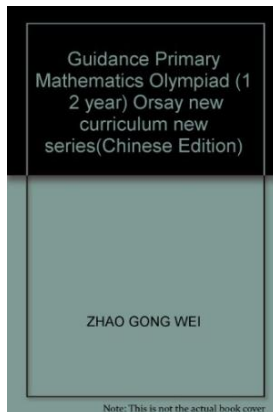 Guidance Primary
Mathematics Olympiad (1
2 year) Orsay new
curriculum new
series(Chinese Edition)
ZHAO GONG WEI
Note: This is not the actual book cover